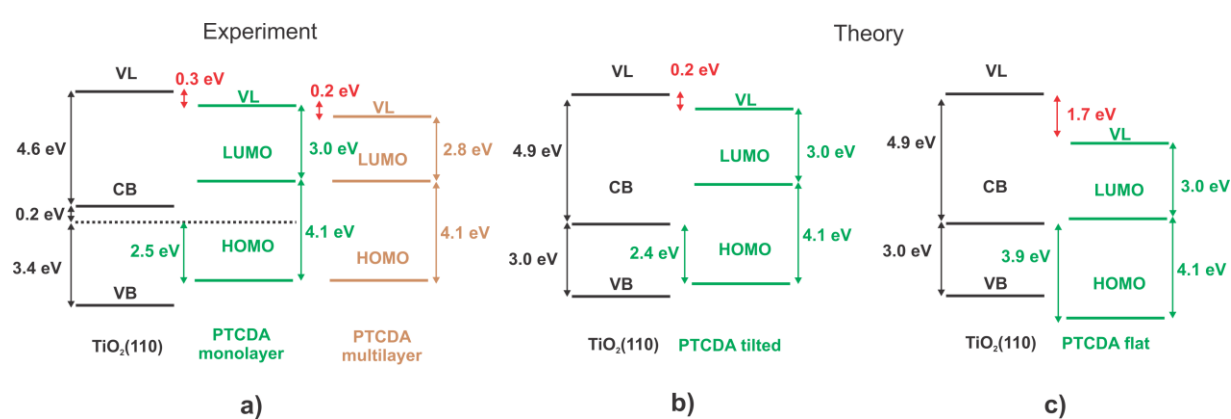 Experiment
Theory
VL
0.3 eV
VL
0.2 eV
VL
4.6 eV
LUMO
3.0 eV
LUMO
2.8 eV
CB
0.2 eV
2.5 eV
HOMO
4.1 eV
HOMO
4.1 eV
3.4 eV
VB
TiO₂(110)
PTCDA
monolayer
PTCDA
multilayer
a)
VL
0.2 eV
VL
4.9 eV
LUMO
3.0 eV
CB
3.0 eV
2.4 eV
HOMO
4.1 eV
VB
TiO₂(110)
PTCDA tilted
b)
VL
1.7 eV
VL
4.9 eV
LUMO
3.0 eV
CB
3.0 eV
3.9 eV
HOMO
4.1 eV
VB
TiO₂(110)
PTCDA flat
c)